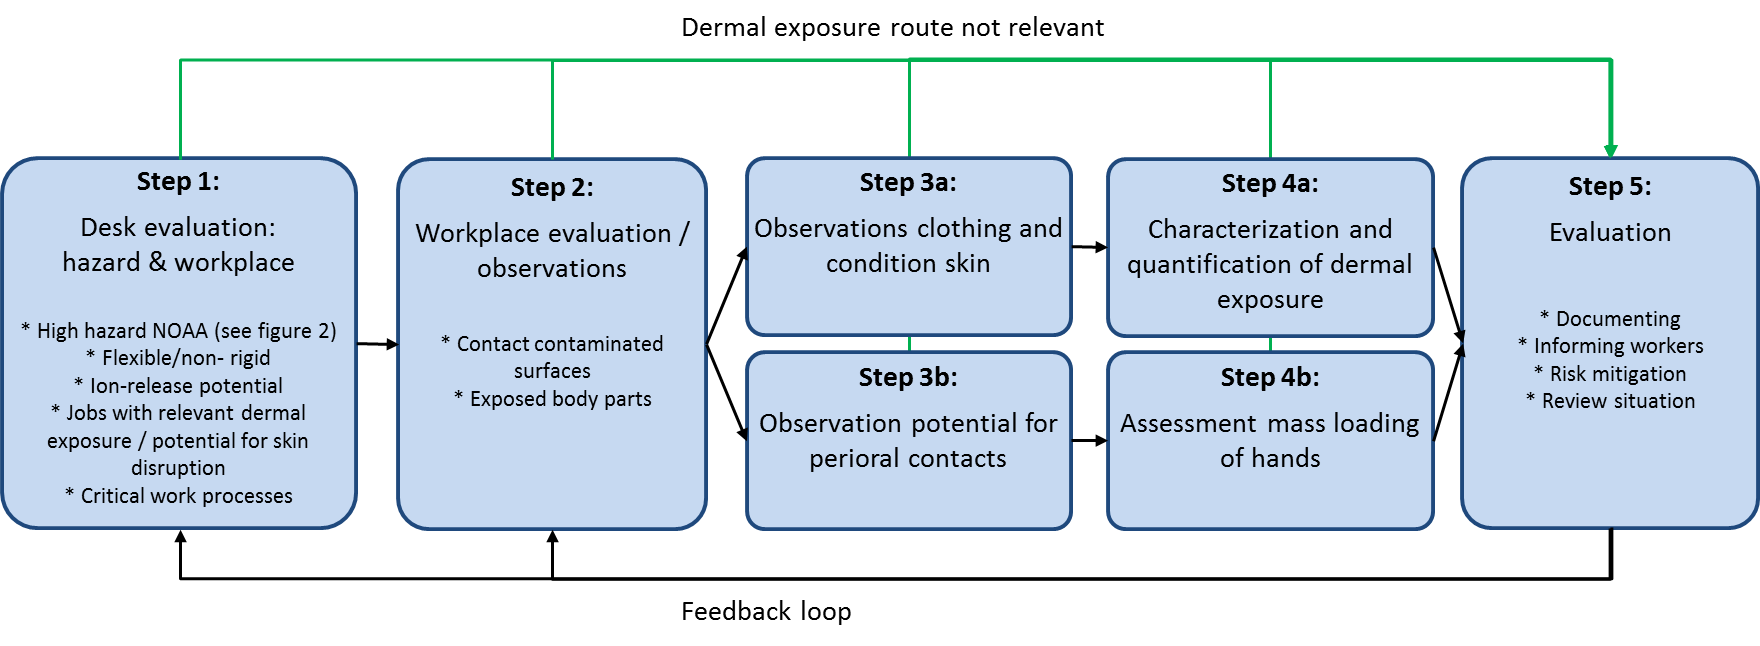 Dermal exposure route not relevant
Step 1:
Desk evaluation:
hazard & workplace
* High hazard NOAA (see figure 2)
* Flexible/non- rigid
* Ion-release potential
* Jobs with relevant dermal
exposure / potential for skin
disruption
* Critical work processes
Step 2:
Workplace evaluation /
observations
* Contact contaminated
surfaces
* Exposed body parts
Step 3a:
Observations clothing and
condition skin
Step 3b:
Observation potential for
perioral contacts
Step 4a:
Characterization and
quantification of dermal
exposure
Step 4b:
Assessment mass loading
of hands
Step 5:
Evaluation
* Documenting
* Informing workers
* Risk mitigation
* Review situation
Feedback loop